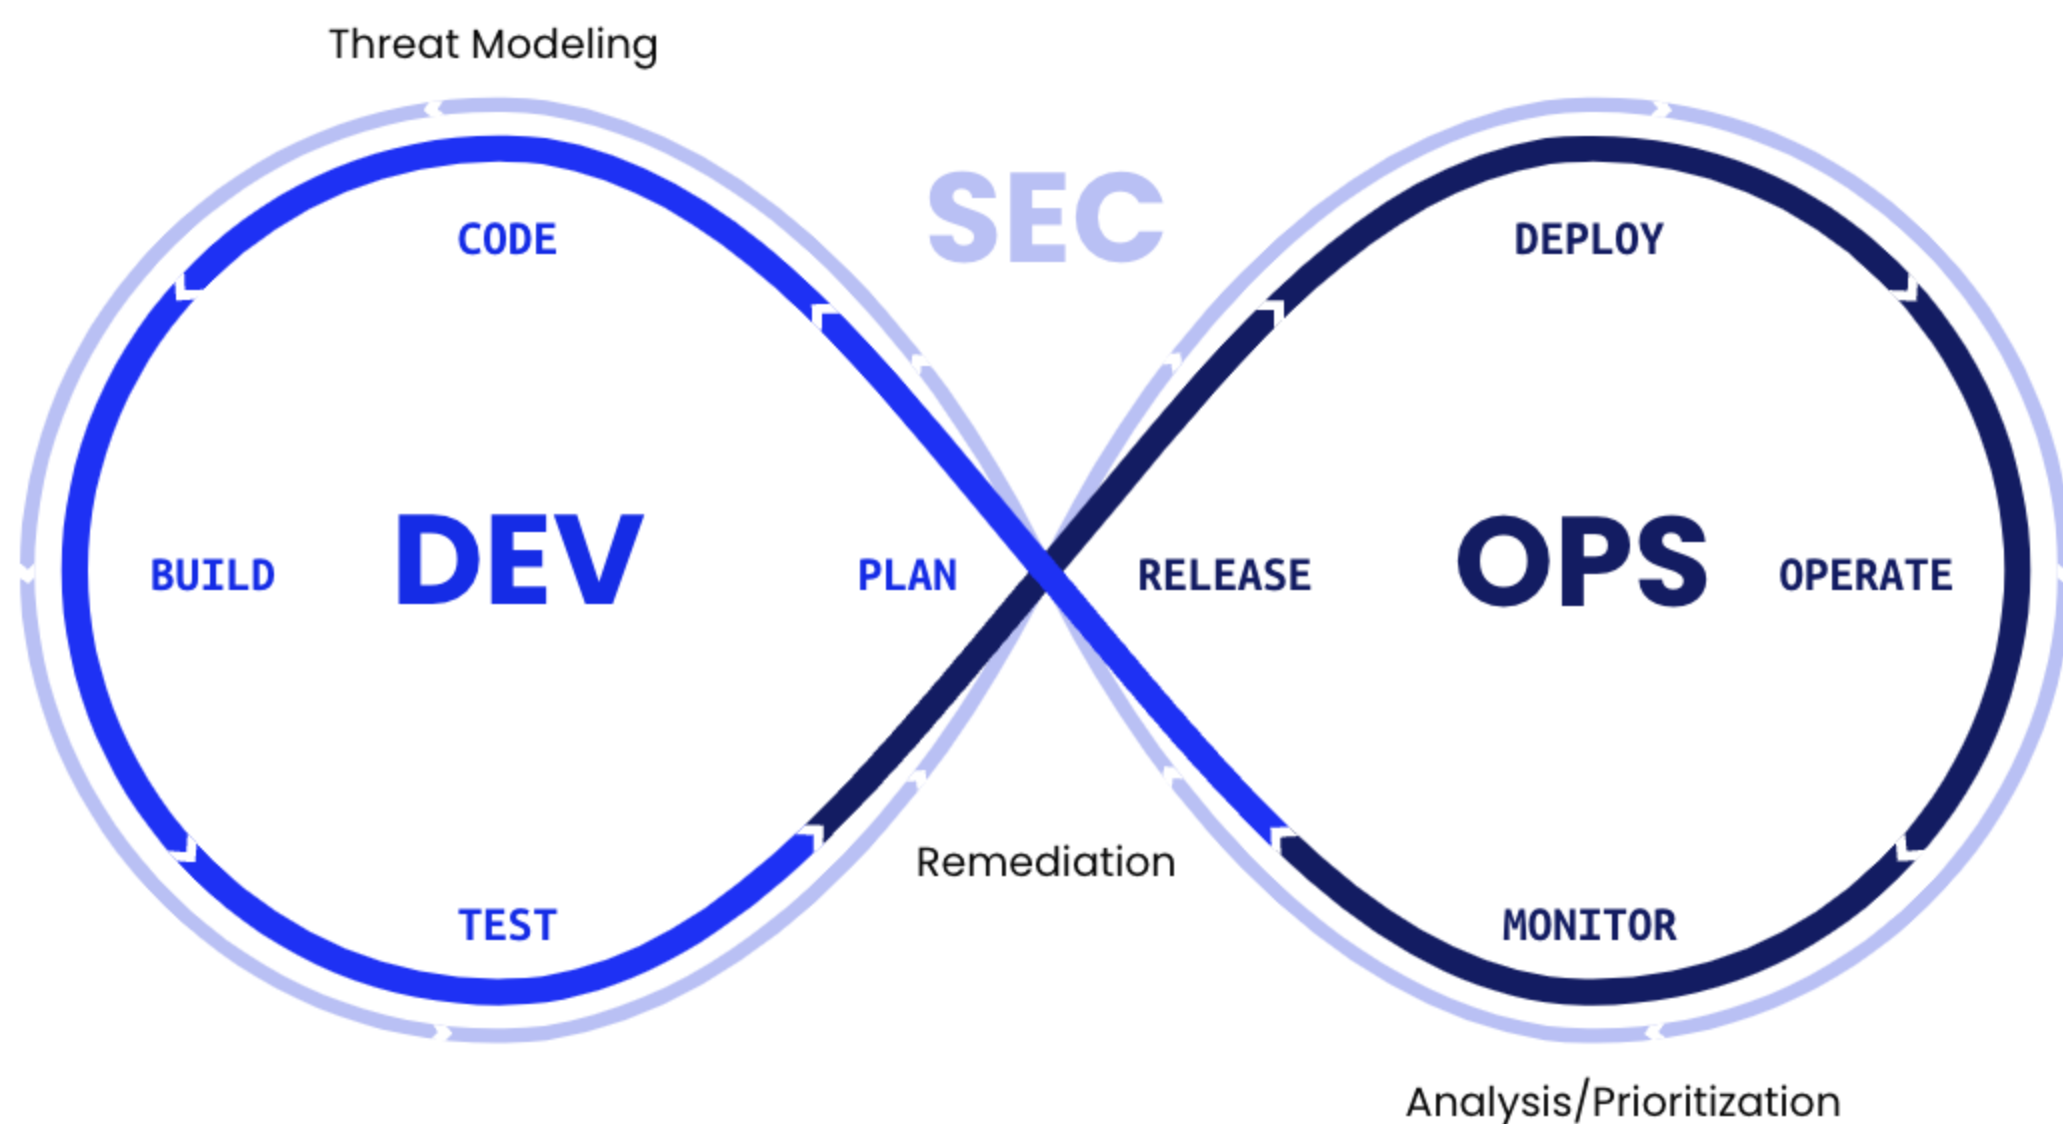 Threat Modeling
SEC
CODE
DEPLOY
BUILD
DEV
PLAN
RELEASE
OPS
OPERATE
Remediation
TEST
MONITOR
Analysis/Prioritization